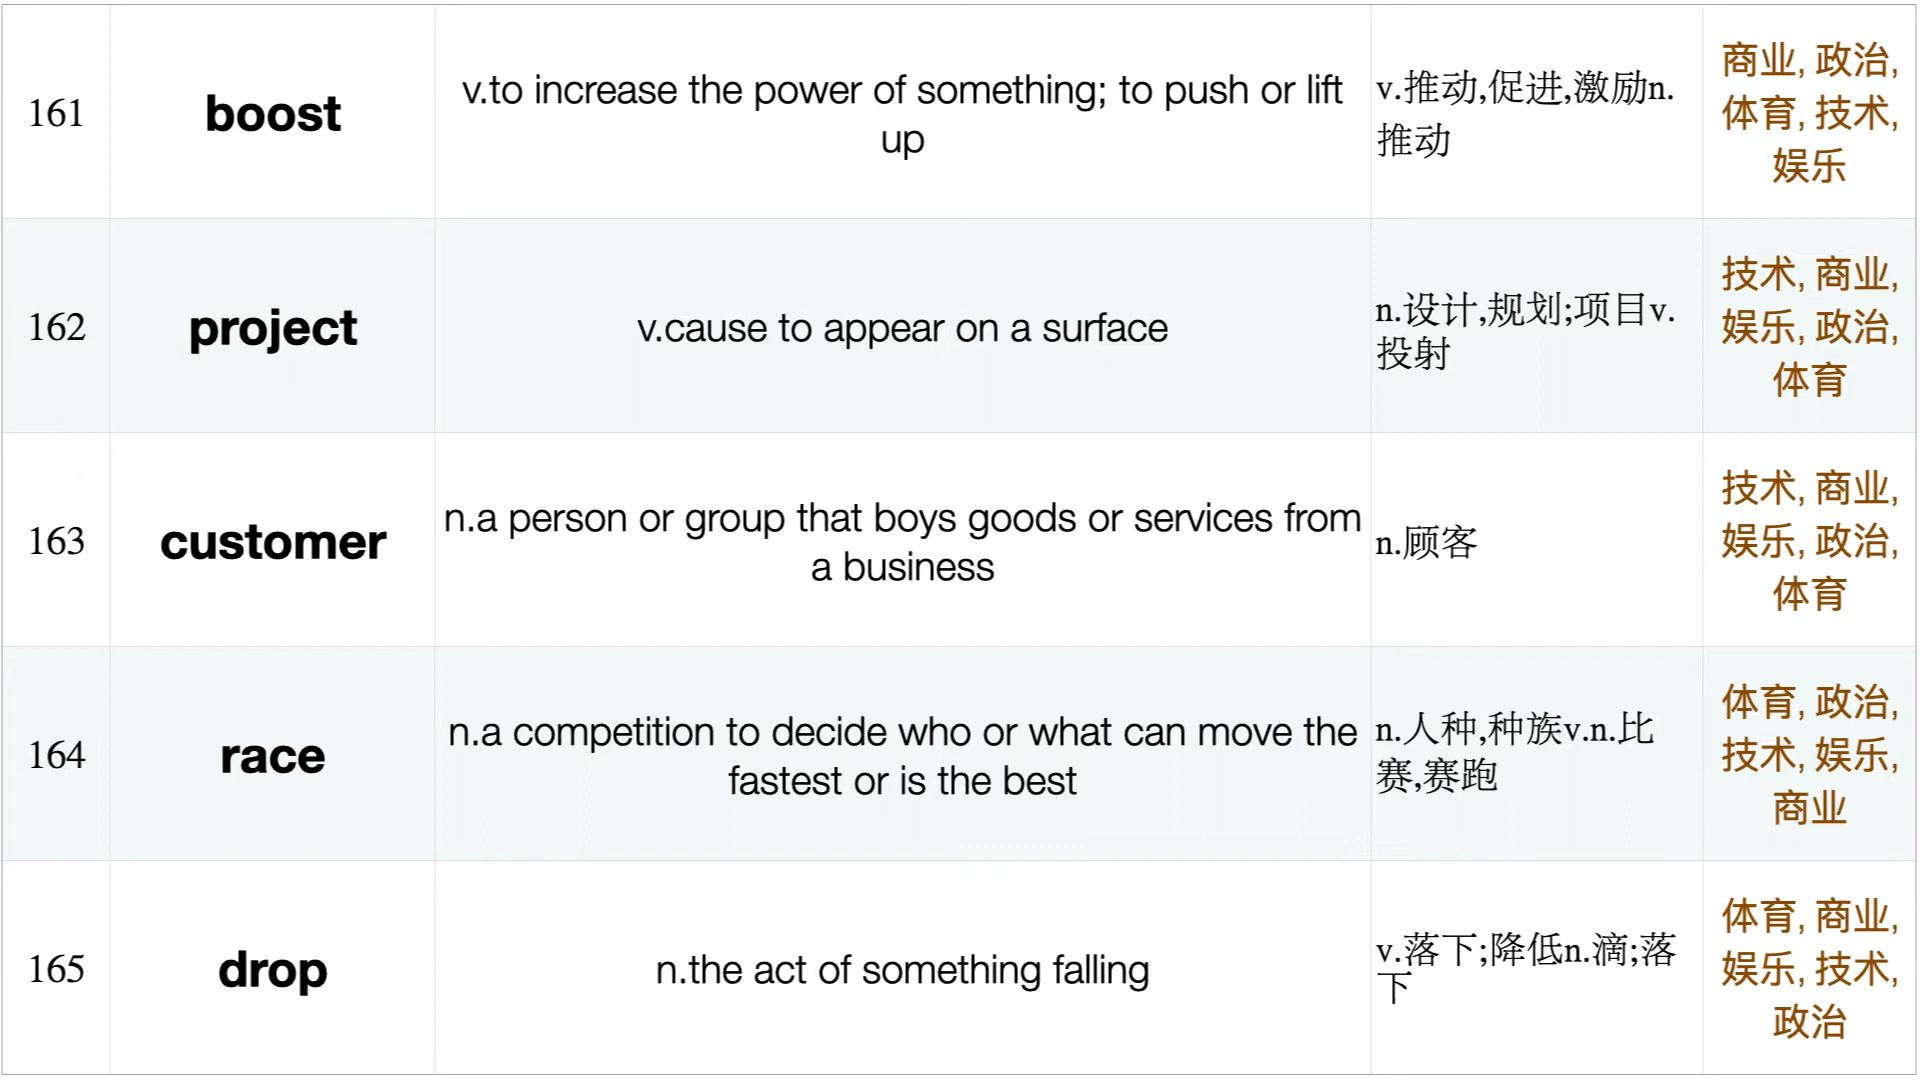 161
boost
v.to increase the power of something; to push or lift
up
v.推动,促进,激励n.
推动
商业, 政治,
体育, 技术,
娱乐
162
project
v.cause to appear on a surface
n.设计,规划;项目v.
投射
技术, 商业,
娱乐, 政治,
体育
163
customer
n.a person or group that boys goods or services from
a business
n.顾客
技术, 商业,
娱乐, 政治,
体育
164
race
n.a competition to decide who or what can move the
fastest or is the best
n.人种,种族v.n.比
赛,赛跑
体育, 政治,
技术, 娱乐,
商业
165
drop
n.the act of something falling
v.落下;降低n.滴;落
下
体育, 商业,
娱乐, 技术,
政治